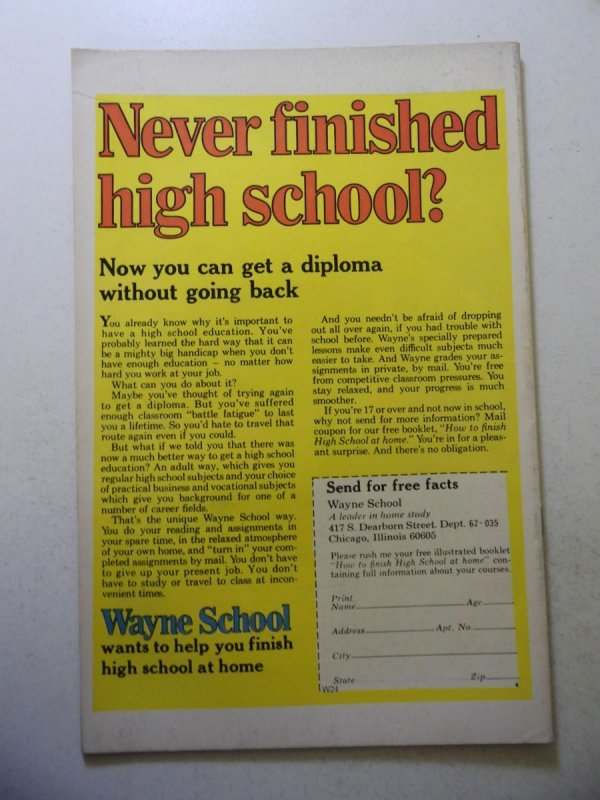 Never finished
high school?
Now you can get a diploma
without going back
You already know why it's important to
have a high school education. You've
probably learned the hard way that it can
be a mighty big handicap when you don't
have enough education — no matter how
hard you work at your job.
What can you do about it?
Maybe you've thought of trying again
to get a diploma. But you've suffered
enough classroom "battle fatigue" to last
you a lifetime. So you'd hate to travel that
route again even if you could.
But what if we told you that there was
now a much better way to get a high school
education? An adult way, which gives you
regular high school subjects and your choice
of practical business and vocational subjects
which give you background for one of a
number of career fields.
That's the unique Wayne School way.
You do your reading and assignments in
your spare time, in the relaxed atmosphere
of your own home, and "turn in" your com-
pleted assignments by mail. You don't have
to give up your present job. You don't
have to study or travel to class at incon-
venient times.
Wayne School
wants to help you finish
high school at home
And you needn't be afraid of dropping
out all over again, if you had trouble with
school before. Wayne's specially prepared
lessons make even difficult subjects much
easier to take. And Wayne grades your as-
signments in private, by mail. You're free
from competitive classroom pressures. You
stay relaxed, and your progress is much
smoother.
If you're 17 or over and not now in school,
why not send for more information? Mail
coupon for our free booklet, "How to finish
High School at home." You're in for a pleas-
ant surprise. And there's no obligation.
Send for free facts
Wayne School
A leader in home study
417 S. Dearborn Street. Dept. 62-035
Chicago, Illinois 60605
Please rush me your free illustrated booklet
"How to finish High School at home" con-
taining full information about your courses.
Print
Name Age
Address Apt. No.
City
State Zip
W24